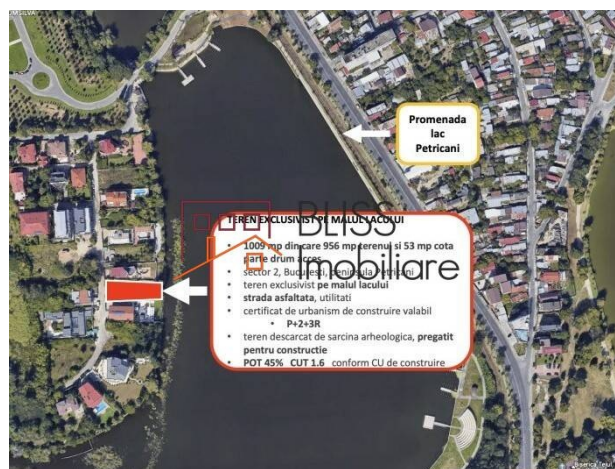 Promenada
lac
Petricani
TEREN EXCLUSIVIST PE MALUL LACULUI
BLISS
Imobiliare
• 1009 mp din care 956 mp terenul si 53 mp cota
parte drum acces
• sector 2, Bucuresti, peninsula Petricani
• teren exclusivist pe malul lacului
• strada asfaltata, utilitati
• certificat de urbanism de construire valabil
• P+2+3R
• teren descarcat de sarcina arheologica, pregatit
pentru constructie
• POT 45% CUT 1.6 conform CU de construire